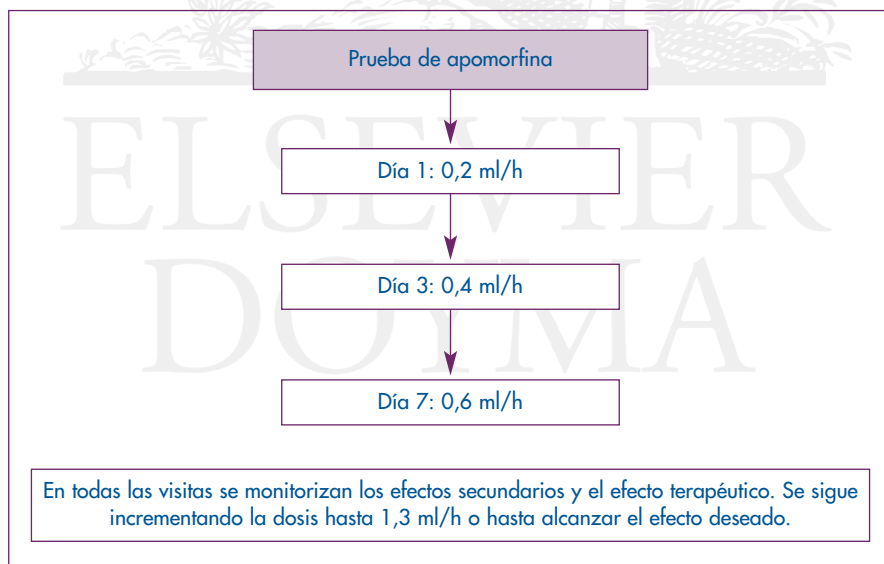 Prueba de apomorfina
ELSEVIER
Día 1: 0,2 ml/h
DOYMA
Día 3: 0,4 ml/h
Día 7: 0,6 ml/h
En todas las visitas se monitorizan los efectos secundarios y el efecto terapéutico. Se sigue
incrementando la dosis hasta 1,3 ml/h o hasta alcanzar el efecto deseado.